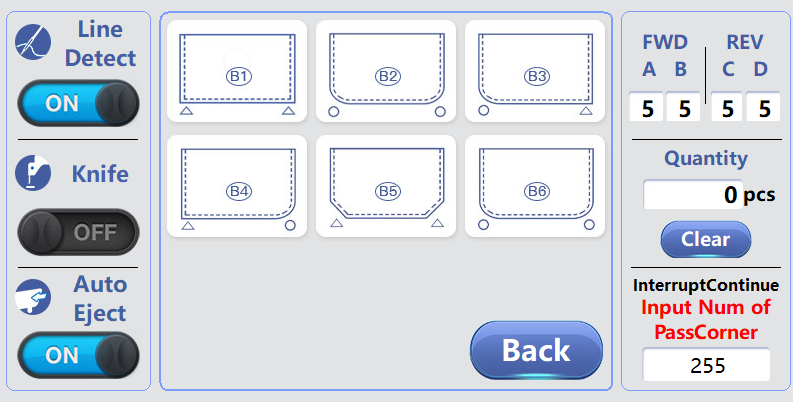 Line
Detect
ON
Knife
OFF
Auto
Eject
ON
B1
B2
B3
B4
B5
B6
Back
FWD
REV
A B
C D
5 5 5 5
Quantity
0 pcs
Clear
InterruptContinue
Input Num of
PassCorner
255